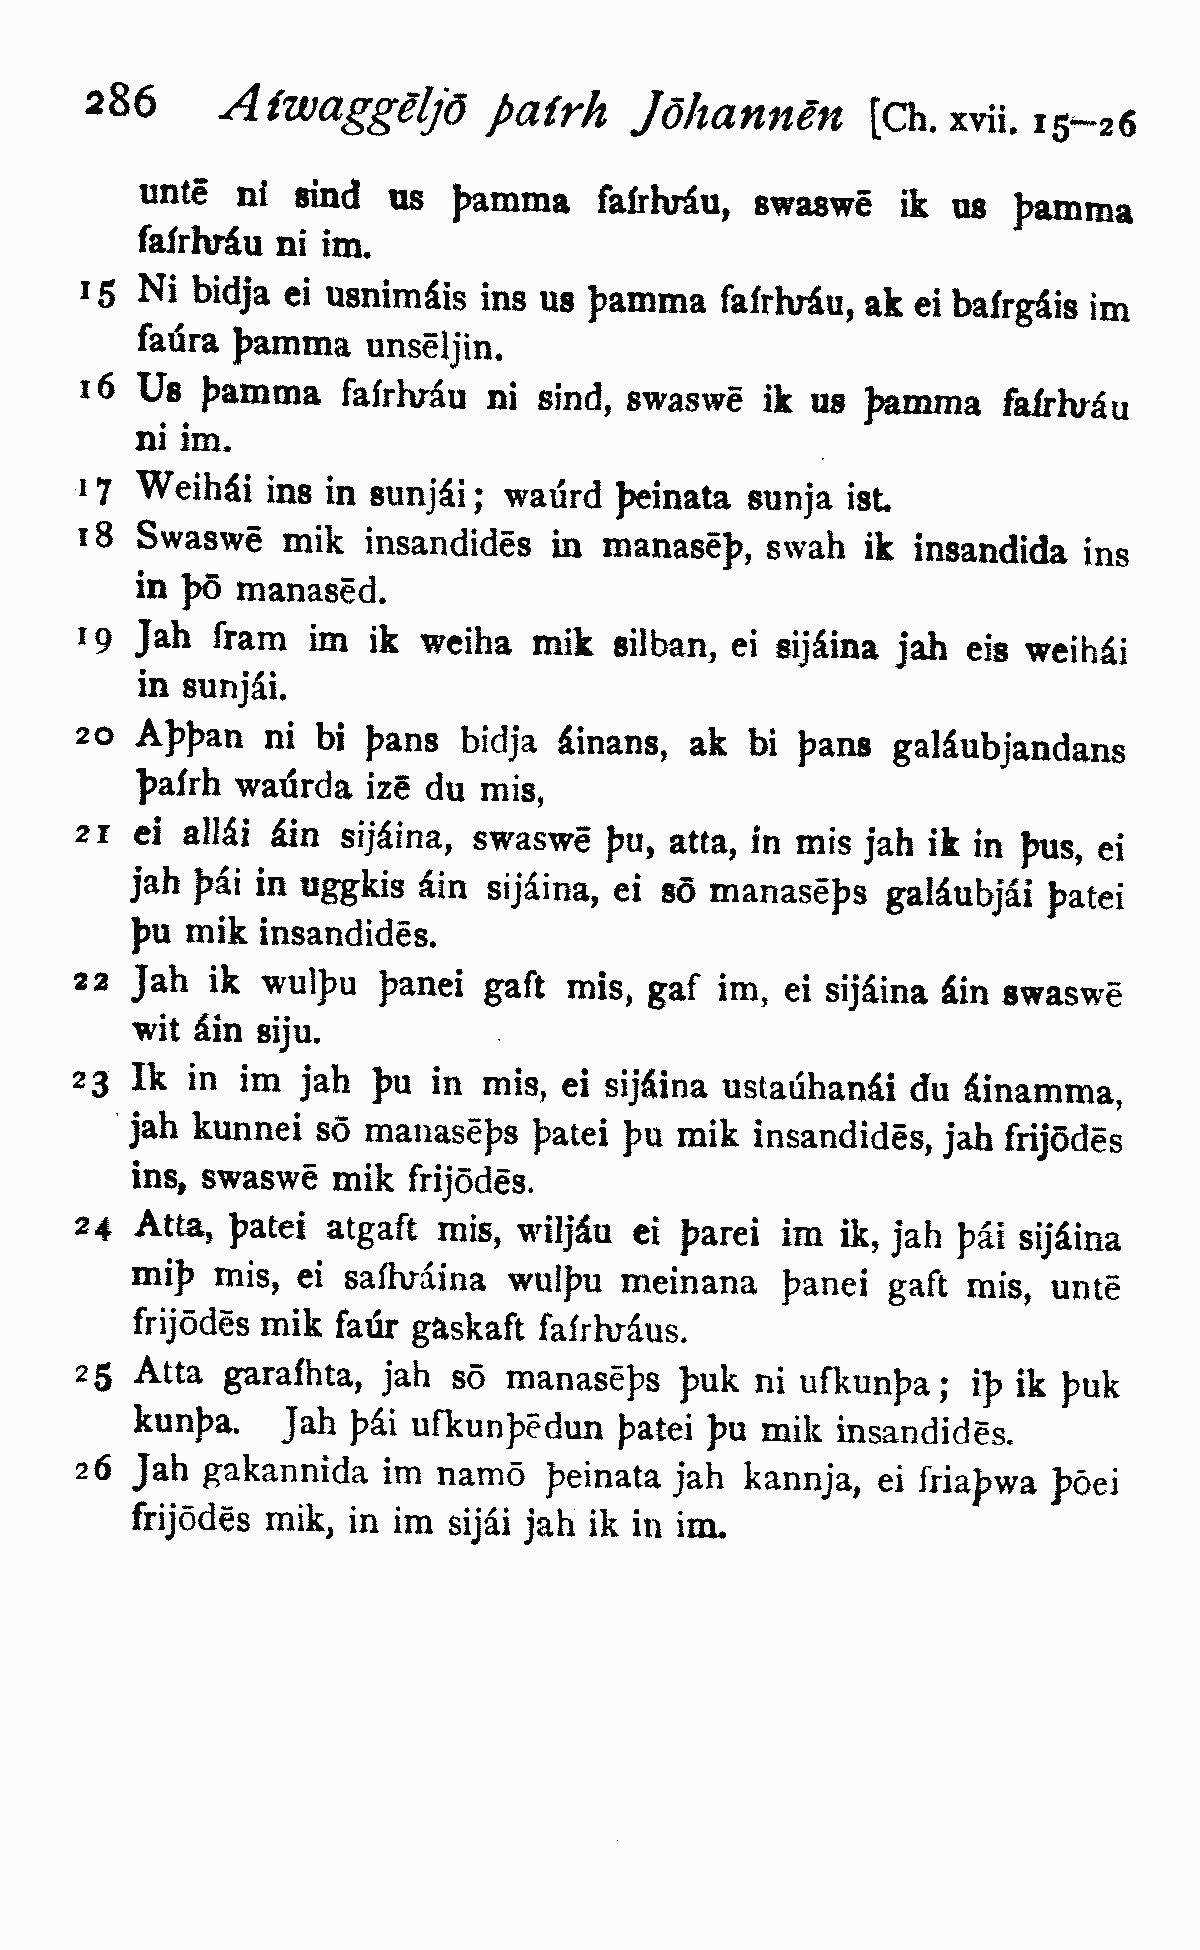 286 Aíwaggēljō þaírh Jōhannēn [Ch. xvii. 15—26
untē ni sind us þamma faírƕáu, swaswē ik us þamma
faírƕáu ni im.
15 Ni bidja ei usnimáis ins us þamma faírƕáu, ak ei baírgáis im
faúra þamma unsēljin.
16 Us þamma faírƕáu ni sind, swaswē ik us þamma faírƕáu
ni im.
17 Weihái ins in sunjái; waúrd þeinata sunja ist.
18 Swaswē mik insandidēs in manasēþ, swah ik insandida ins
in þō manasēd.
19 Jah fram im ik weiha mik silban, ei sijáina jah eis weihái
in sunjái.
20 Aþþan ni bi þans bidja áinans, ak bi þans galáubjandans
þaírh waúrda izē du mis,
21 ei allái áin sijáina, swaswē þu, atta, in mis jah ik in þus, ei
jah þái in uggkis áin sijáina, ei sō manasēþs galáubjái þatei
þu mik insandidēs.
22 Jah ik wulþu þanei gaft mis, gaf im, ei sijáina áin swaswē
wit áin siju.
23 Ik in im jah þu in mis, ei sijáina ustaúhanái du áinamma,
jah kunnei sō manasēþs þatei þu mik insandidēs, jah frijōdēs
ins, swaswē mik frijōdēs.
24 Atta, þatei atgaft mis, wiljáu ei þarei im ik, jah þái sijáina
miþ mis, ei saíƕáina wulþu meinana þanei gaft mis, untē
frijōdēs mik faúr gaskaft faírƕáus.
25 Atta garaíhta, jah sō manasēþs þuk ni ufkunþa; iþ ik þuk
kunþa. Jah þái ufkunþēdun þatei þu mik insandidēs.
26 Jah gakannida im namō þeinata jah kannja, ei friaþwa þōei
frijōdēs mik, in im sijái jah ik in im.